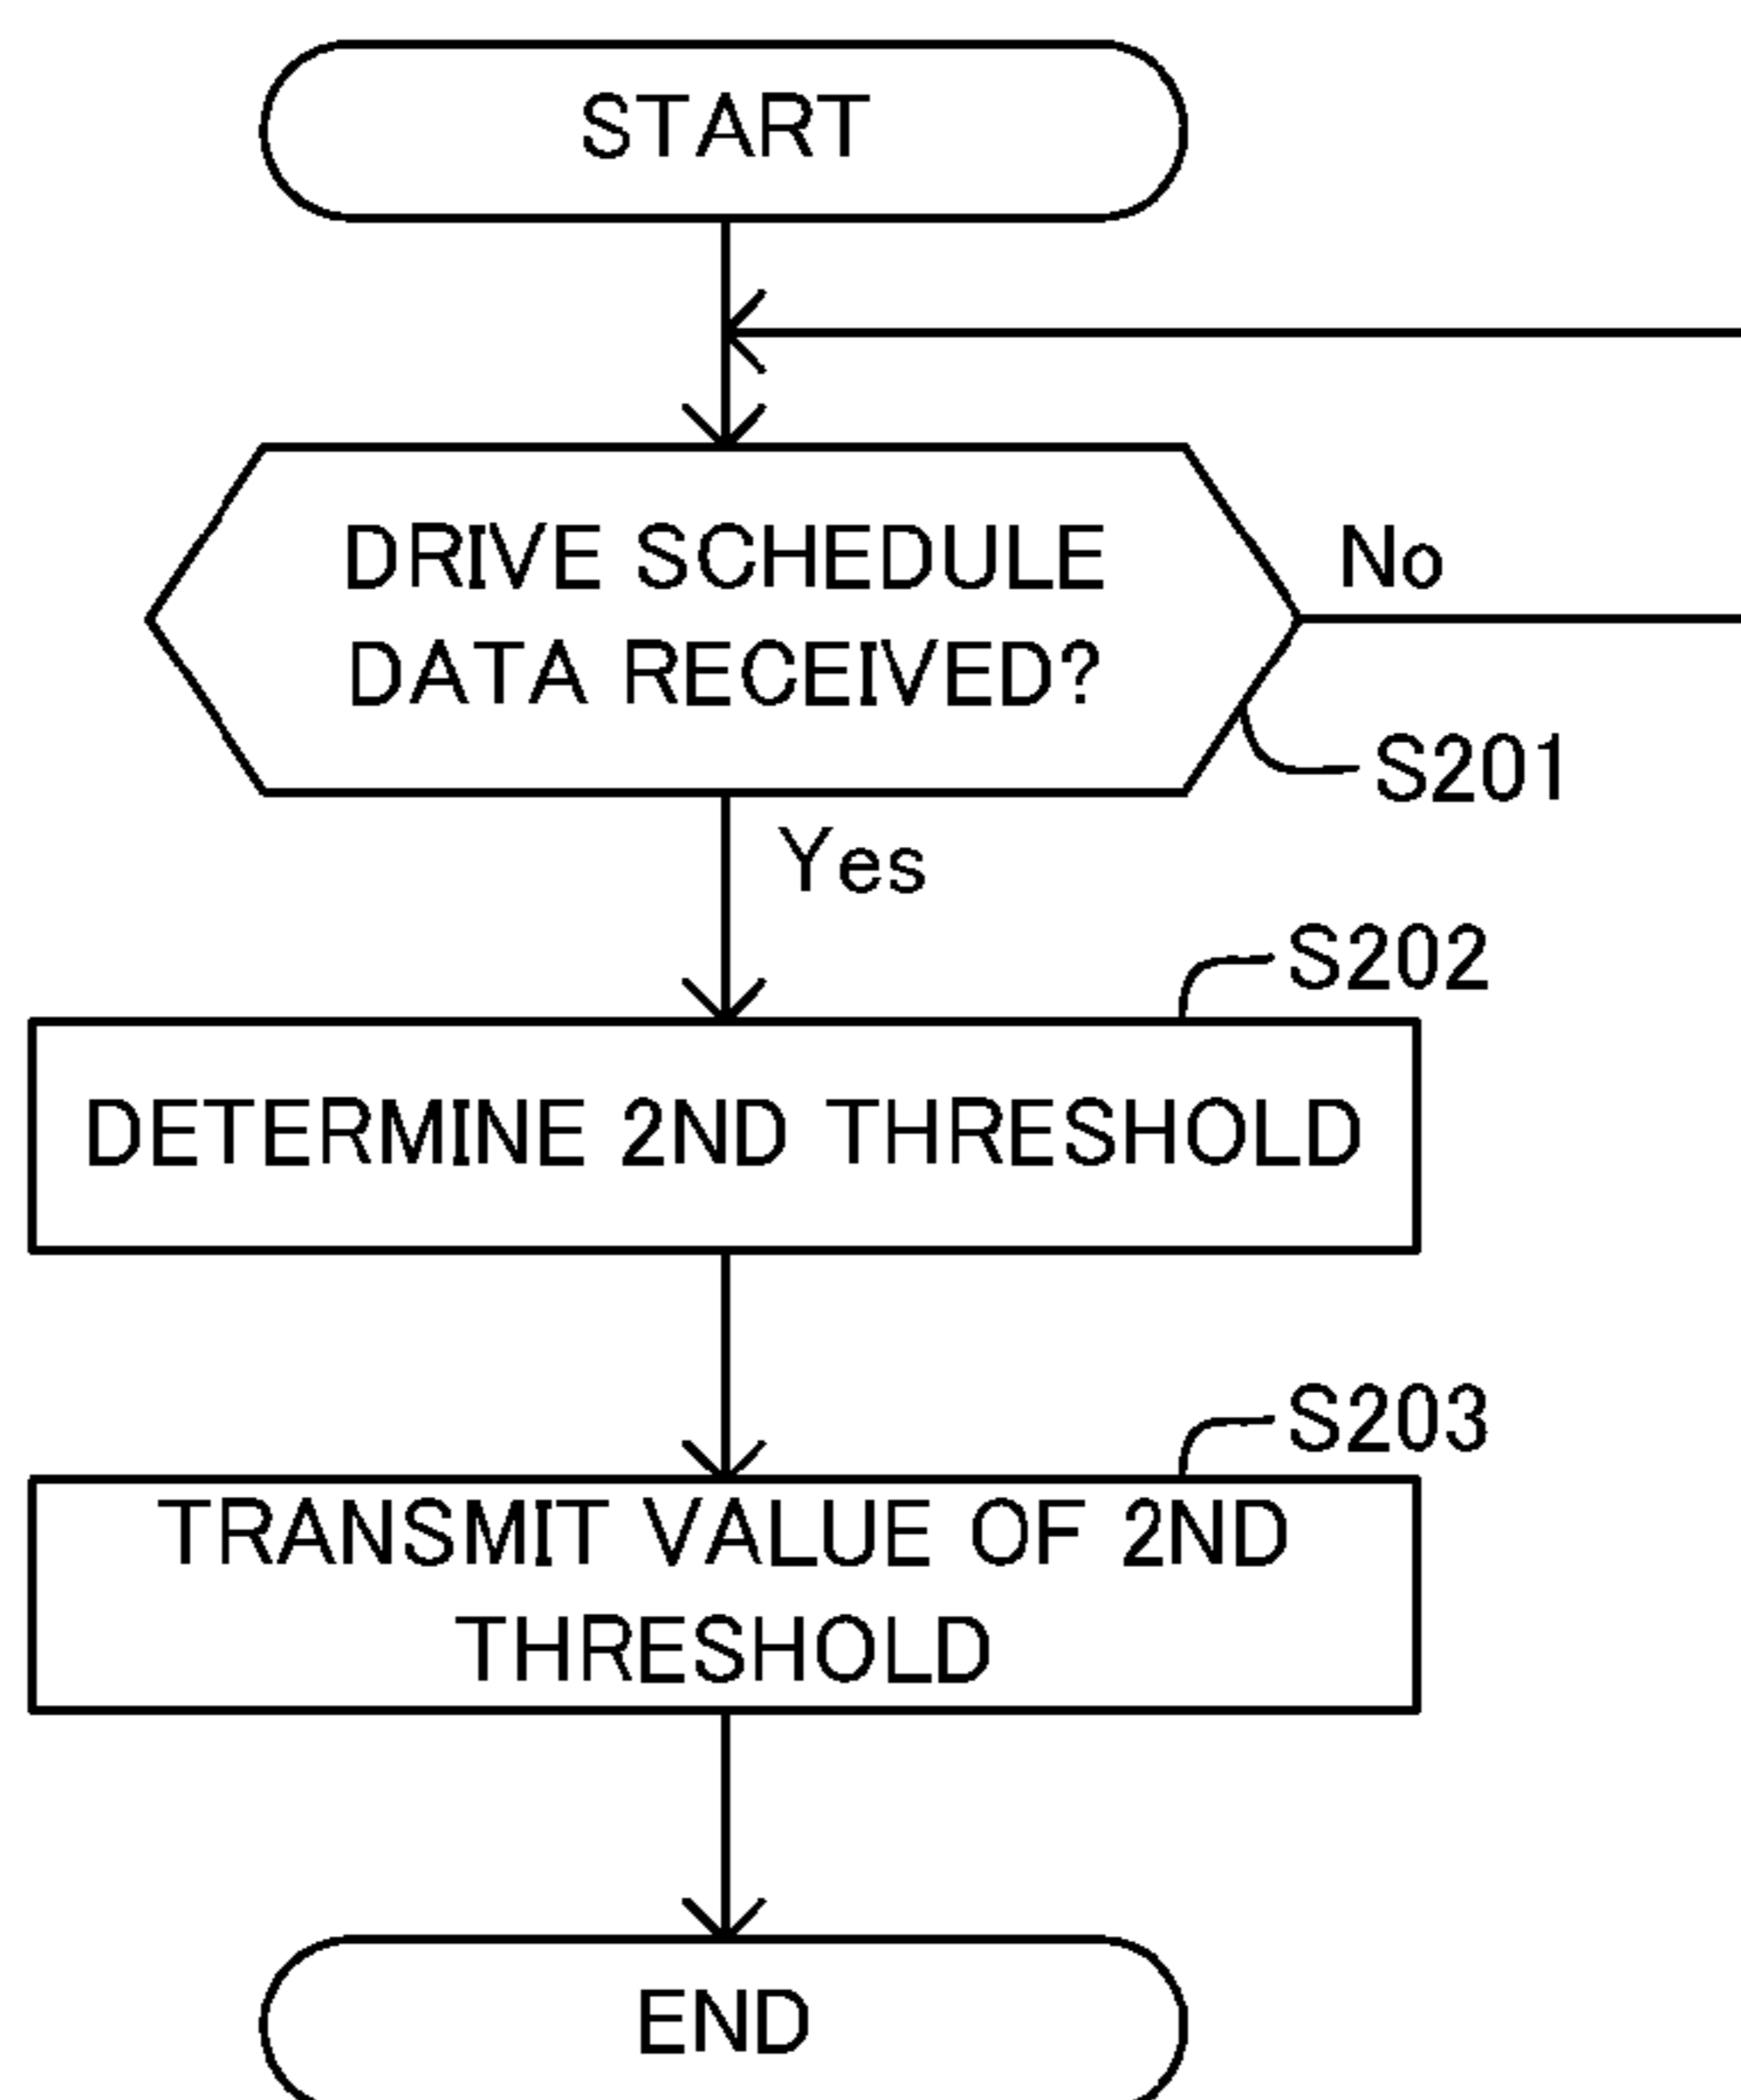 START
DRIVE SCHEDULE
DATA RECEIVED?
No
S201
Yes
S202
DETERMINE 2ND THRESHOLD
S203
TRANSMIT VALUE OF 2ND
THRESHOLD
END